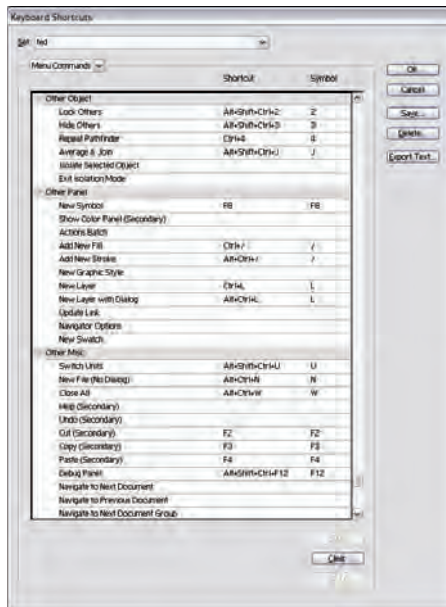 Keyboard Shortcuts
Set: ted
Menu Commands
Shortcut Symbol
OK
Cancel
Save...
Delete...
Export Text...
Other Object
Lock Others Alt+Shift+Ctrl+2 2
Hide Others Alt+Shift+Ctrl+3 3
Repeat Pathfinder Ctrl+4 4
Average & Join Alt+Shift+Ctrl+J J
Isolate Selected Object
Exit Isolation Mode
Other Panel
New Symbol F8 F8
Show Color Panel (Secondary)
Actions Batch
Add New Fill Ctrl+/ /
Add New Stroke Alt+Ctrl+/ /
New Graphic Style
New Layer Ctrl+L L
New Layer with Dialog Alt+Ctrl+L L
Update Link
Navigator Options
New Swatch
Other Misc
Switch Units Alt+Shift+Ctrl+U U
New File (No Dialog) Alt+Ctrl+N N
Close All Alt+Ctrl+W W
Help (Secondary)
Undo (Secondary)
Cut (Secondary) F2 F2
Copy (Secondary) F3 F3
Paste (Secondary) F4 F4
Debug Panel Alt+Shift+Ctrl+F12 F12
Navigate to Next Document
Navigate to Previous Document
Navigate to Next Document Group
Clear